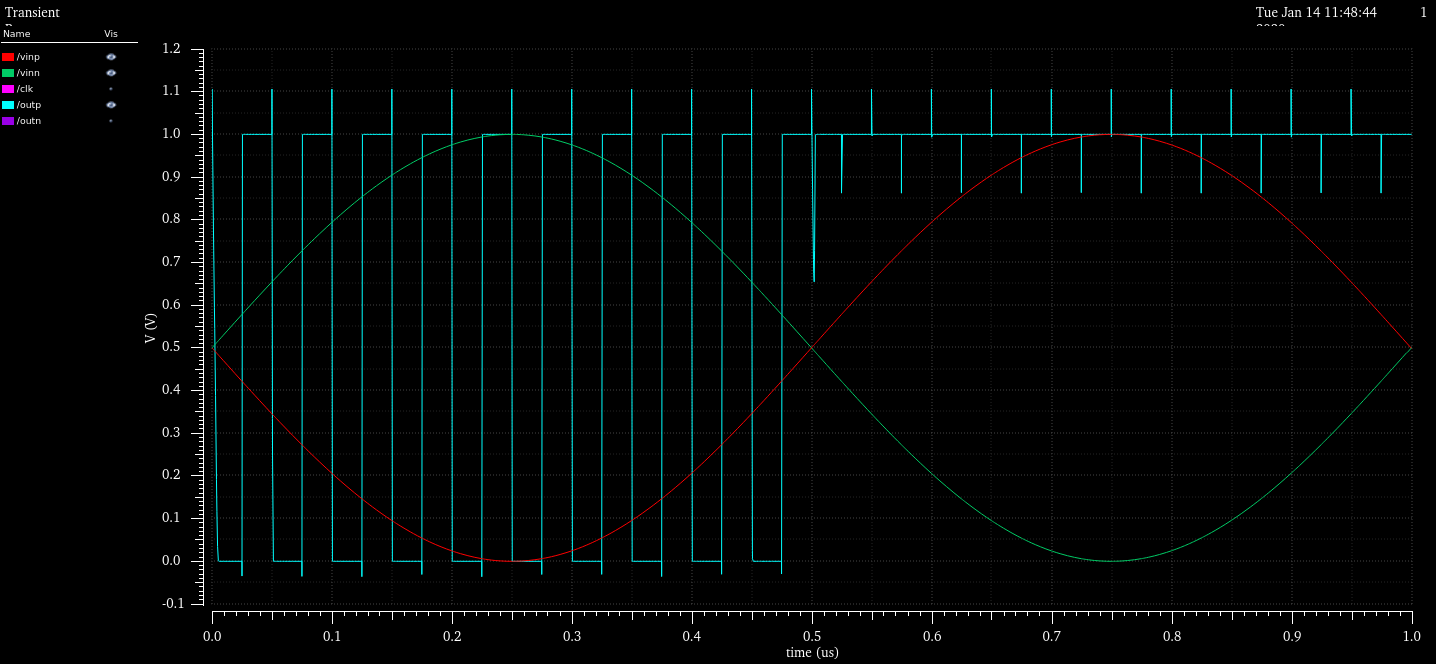 Transient
Tue Jan 14 11:48:44 1
Name Vis
/vinp
/vinn
/clk
/outp
/outn
V (V)
1.2
1.1
1.0
0.9
0.8
0.7
0.6
0.5
0.4
0.3
0.2
0.1
0.0
-0.1
0.0 0.1 0.2 0.3 0.4 0.5 0.6 0.7 0.8 0.9 1.0
time (us)